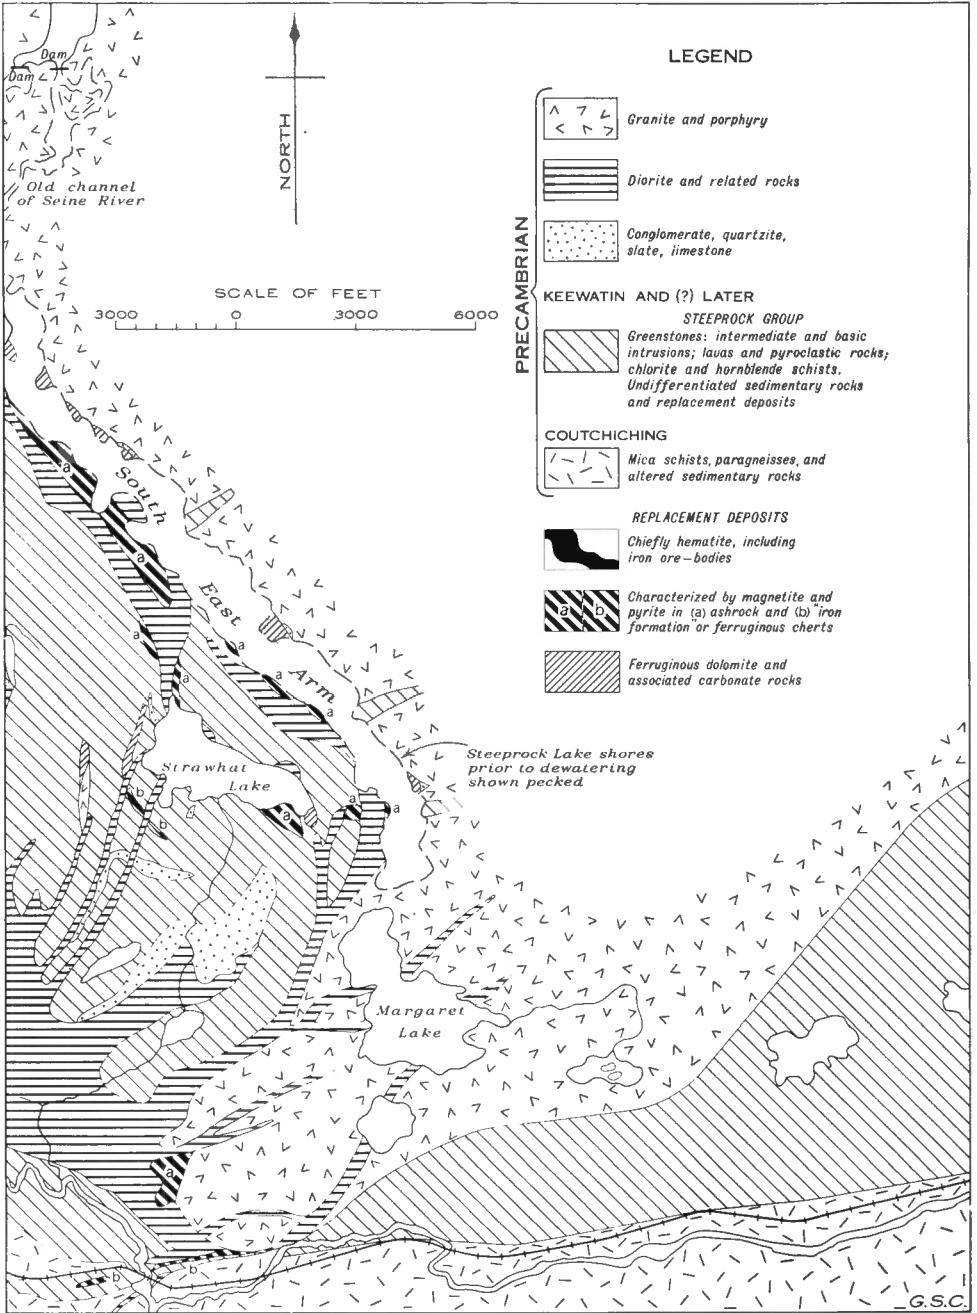 Dam
Dam
Old channel
of Seine River
NORTH
SCALE OF FEET
3000 0 3000 6000
LEGEND
PRECAMBRIAN
Granite and porphyry
Diorite and related rocks
Conglomerate, quartzite,
slate, limestone
KEEWATIN AND (?) LATER
STEEPROCK GROUP
Greenstones: intermediate and basic
intrusions; lavas and pyroclastic rocks;
chlorite and hornblende schists.
Undifferentiated sedimentary rocks
and replacement deposits
COUTCHICHING
Mica schists, paragneisses, and
altered sedimentary rocks
REPLACEMENT DEPOSITS
Chiefly hematite, including
iron ore-bodies
a b
Characterized by magnetite and
pyrite in (a) ashrock and (b) "iron
formation" or ferruginous cherts
Ferruginous dolomite and
associated carbonate rocks
a
South
a
East
a
a
a
a
Arm
a
Steeprock Lake shores
prior to dewatering
shown pecked
Strawhat
Lake
b
b
a
a
a
Margaret
Lake
a
b
b
G.S.C.